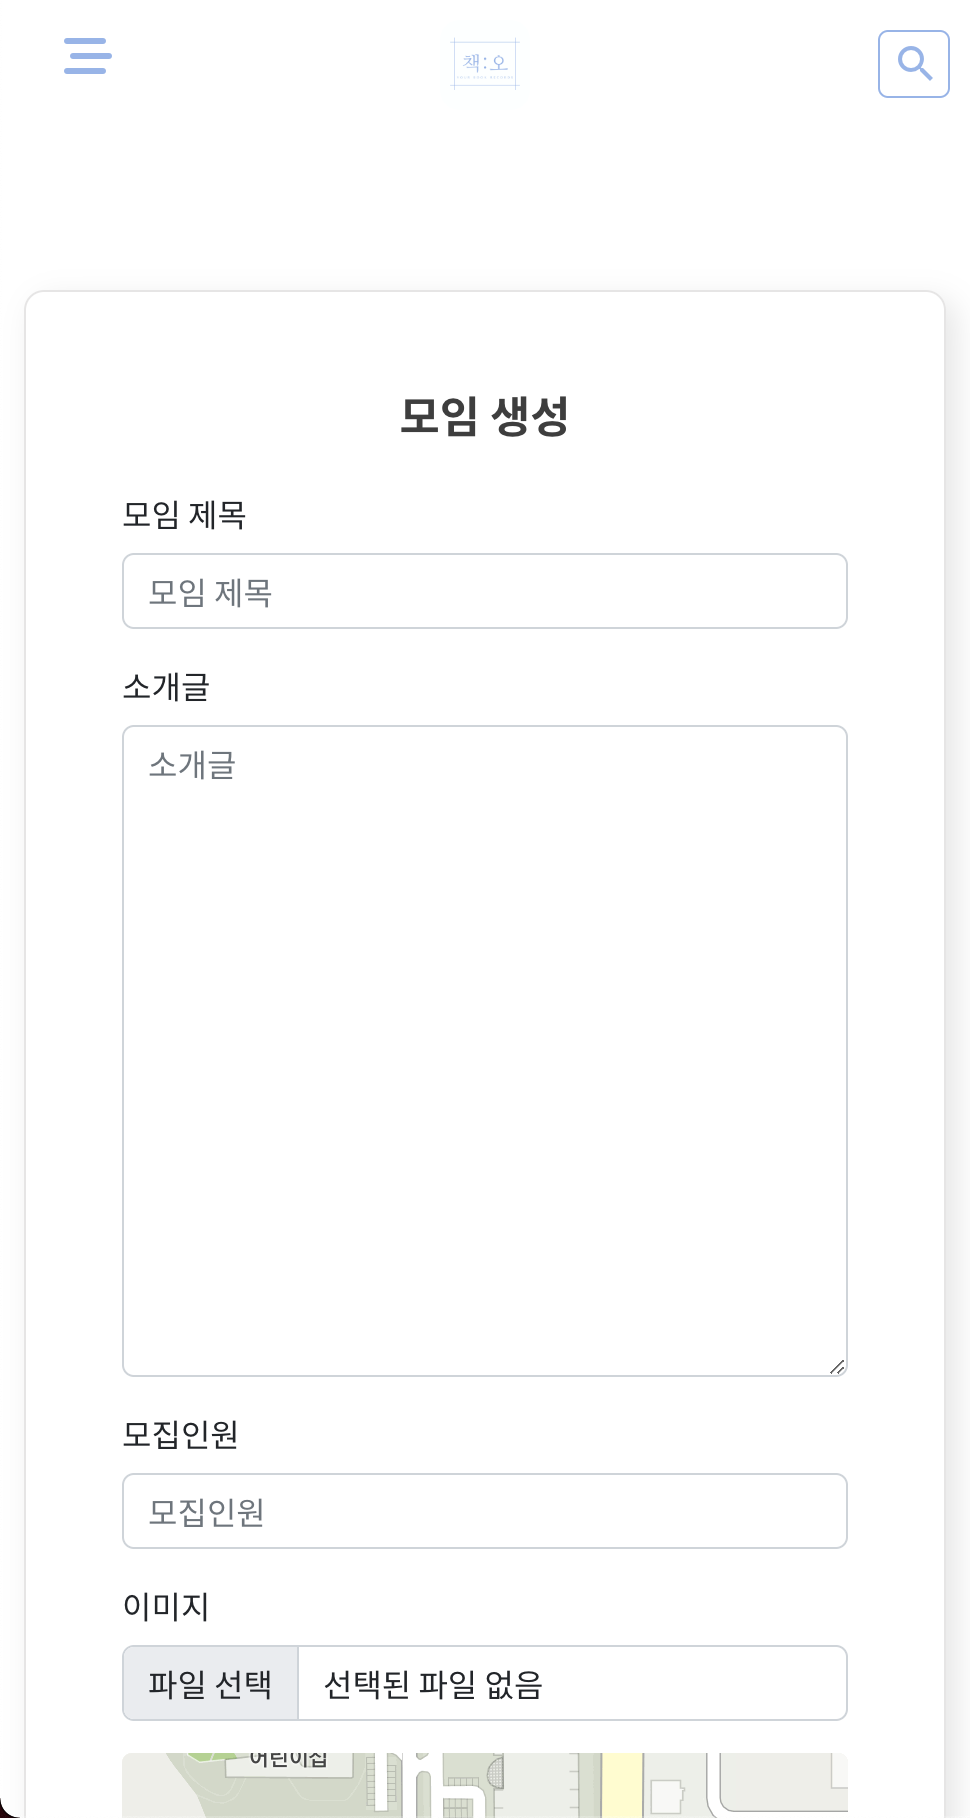 책:오
모임 생성
모임 제목
모임 제목
소개글
소개글
모집인원
모집인원
이미지
파일 선택 선택된 파일 없음
어린이집